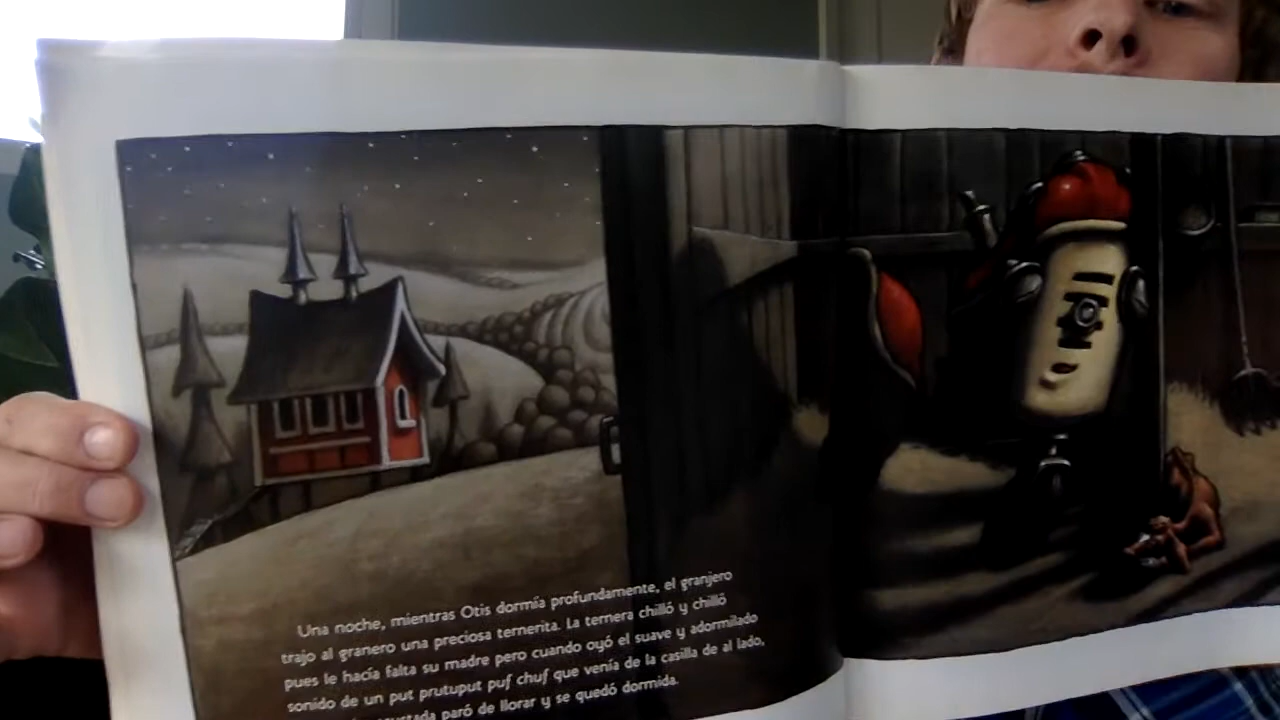 Una noche, mientras Otis dormía profundamente, el granjero
trajo al granero una preciosa ternerita. La ternera chilló y chilló
pues le hacía falta su madre pero cuando oyó el suave y adormilado
sonido de un put prutuput puf chuf que venía de la casilla de al lado,
paró de llorar y se quedó dormida.